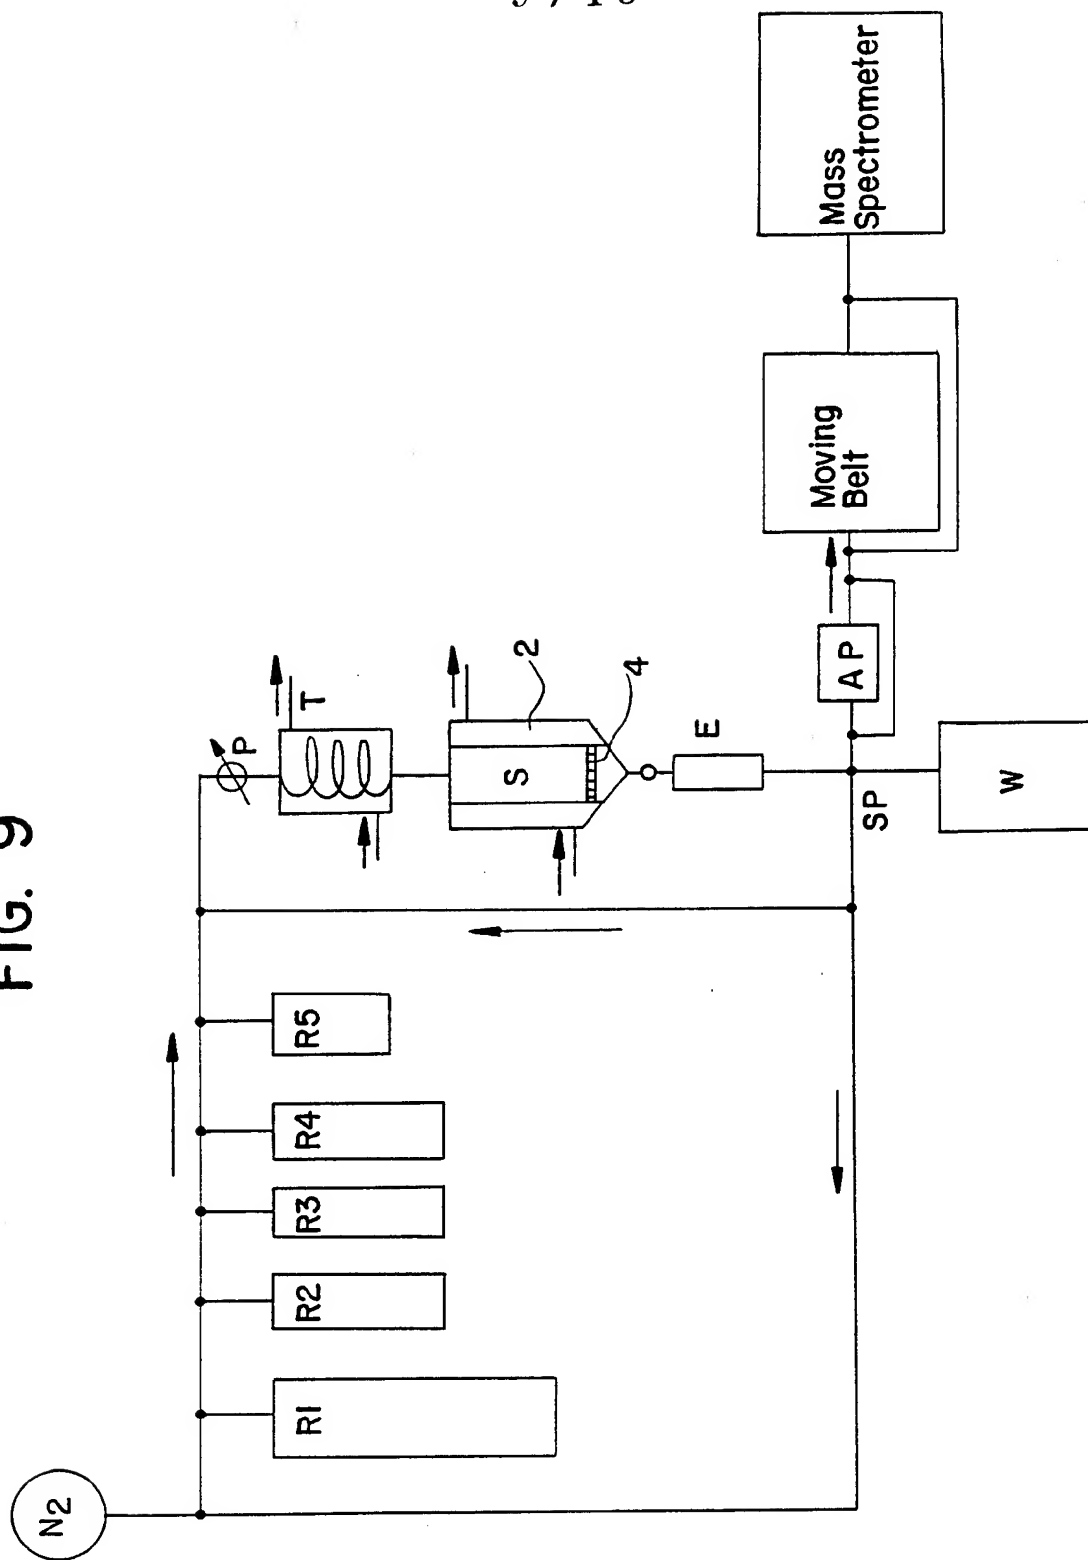 FIG. 9
N2
R1
R2
R3
R4
R5
P
T
S
2
4
E
SP
W
AP
Moving
Belt
Mass
Spectrometer